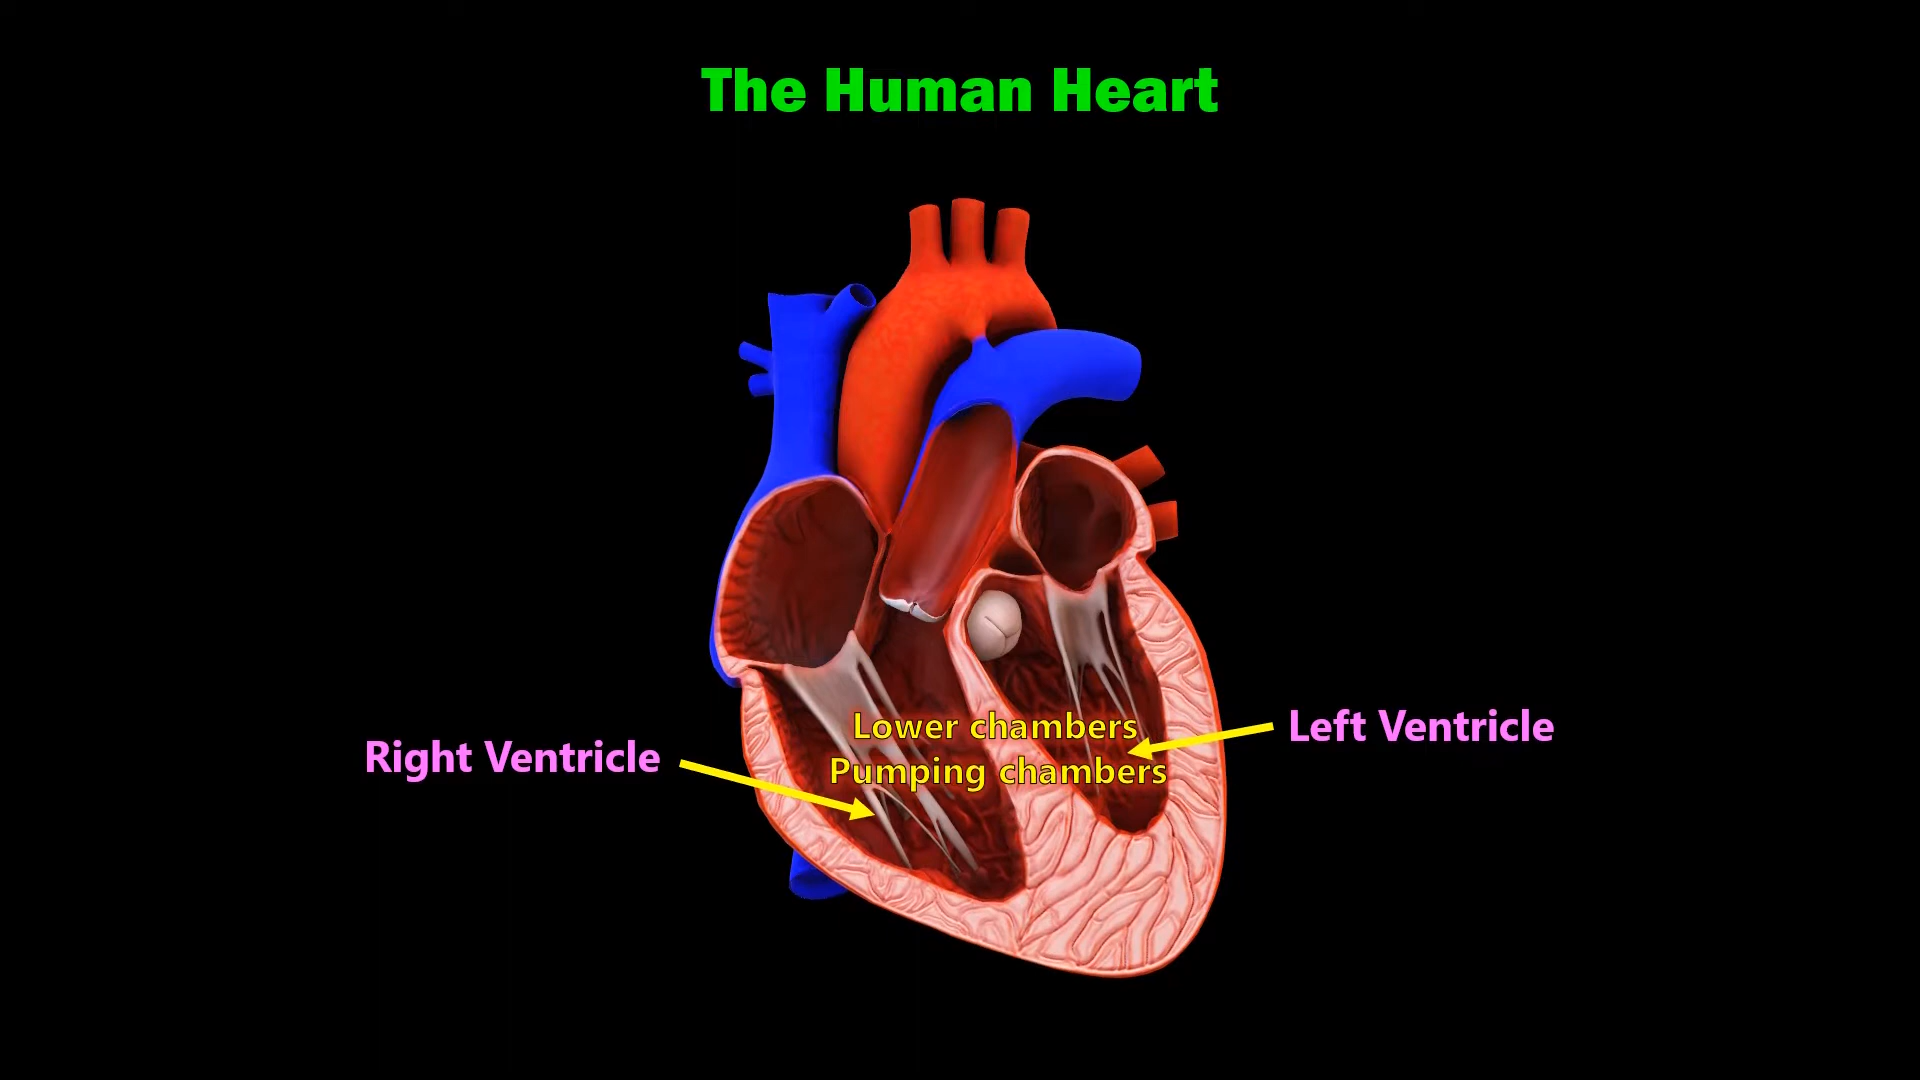 The Human Heart
Lower chambers
Pumping chambers
Left Ventricle
Right Ventricle